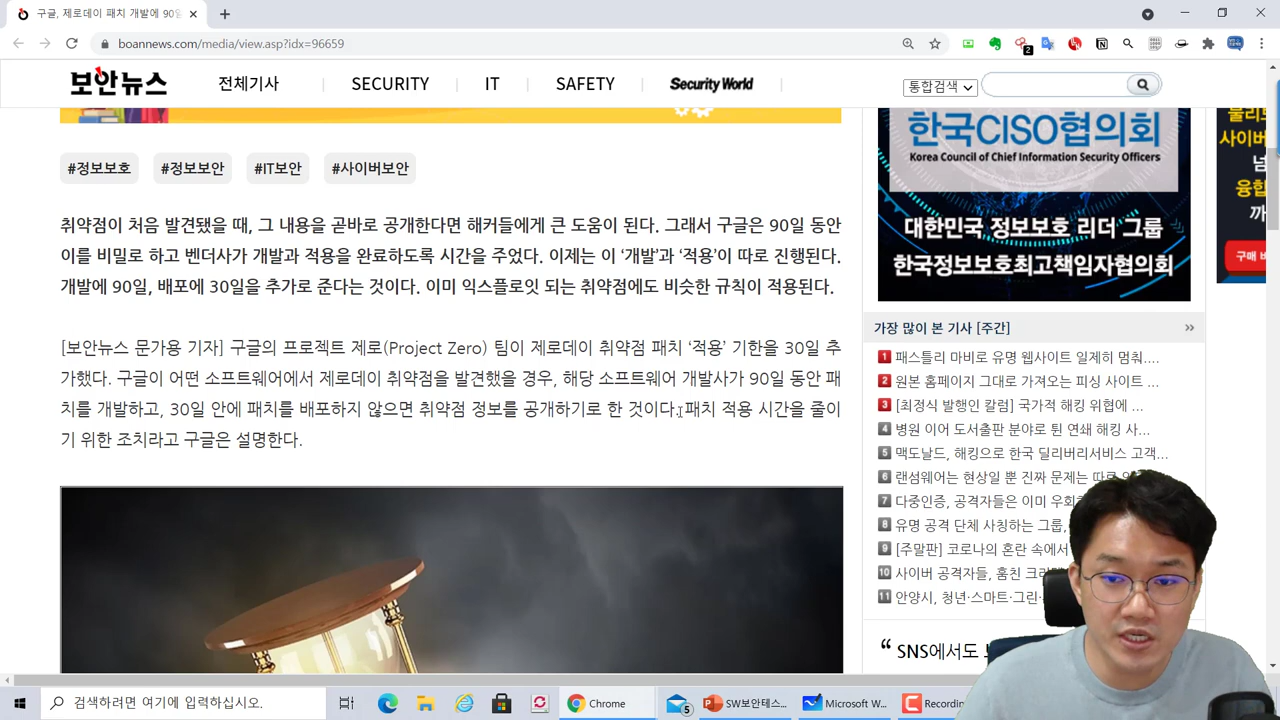 구글, 제로데이 패치 개발에 90일
boannews.com/media/view.asp?idx=96659
2
보안뉴스
전체기사
SECURITY
IT
SAFETY
Security World
통합검색
#정보보호
#정보보안
#IT보안
#사이버보안
취약점이 처음 발견됐을 때, 그 내용을 곧바로 공개한다면 해커들에게 큰 도움이 된다. 그래서 구글은 90일 동안
이를 비밀로 하고 벤더사가 개발과 적용을 완료하도록 시간을 주었다. 이제는 이 ‘개발’과 ‘적용’이 따로 진행된다.
개발에 90일, 배포에 30일을 추가로 준다는 것이다. 이미 익스플로잇 되는 취약점에도 비슷한 규칙이 적용된다.
[보안뉴스 문가용 기자] 구글의 프로젝트 제로(Project Zero) 팀이 제로데이 취약점 패치 ‘적용’ 기한을 30일 추
가했다. 구글이 어떤 소프트웨어에서 제로데이 취약점을 발견했을 경우, 해당 소프트웨어 개발사가 90일 동안 패
치를 개발하고, 30일 안에 패치를 배포하지 않으면 취약점 정보를 공개하기로 한 것이다. 패치 적용 시간을 줄이
기 위한 조치라고 구글은 설명한다.
한국CISO협의회
Korea Council of Chief Information Security Officers
대한민국 정보보호 리더 그룹
한국정보보호최고책임자협의회
불리
사이버
넘
융합
까
구매 바
가장 많이 본 기사 [주간]
1 패스틀리 마비로 유명 웹사이트 일제히 멈춰....
2 원본 홈페이지 그대로 가져오는 피싱 사이트 ...
3 [최정식 발행인 칼럼] 국가적 해킹 위협에 ...
4 병원 이어 도서출판 분야로 튄 연쇄 해킹 사...
5 맥도날드, 해킹으로 한국 딜리버리서비스 고객...
6 랜섬웨어는 현상일 뿐 진짜 문제는 따로
7 다중인증, 공격자들은 이미 우회
8 유명 공격 단체 사칭하는 그룹,
9 [주말판] 코로나의 혼란 속에서
10 사이버 공격자들, 훔친
11 안양시, 청년·스마트·그린
“ SNS에서도
검색하려면 여기에 입력하십시오.
Chrome
5
SW보안테스...
Microsoft W...
Recording